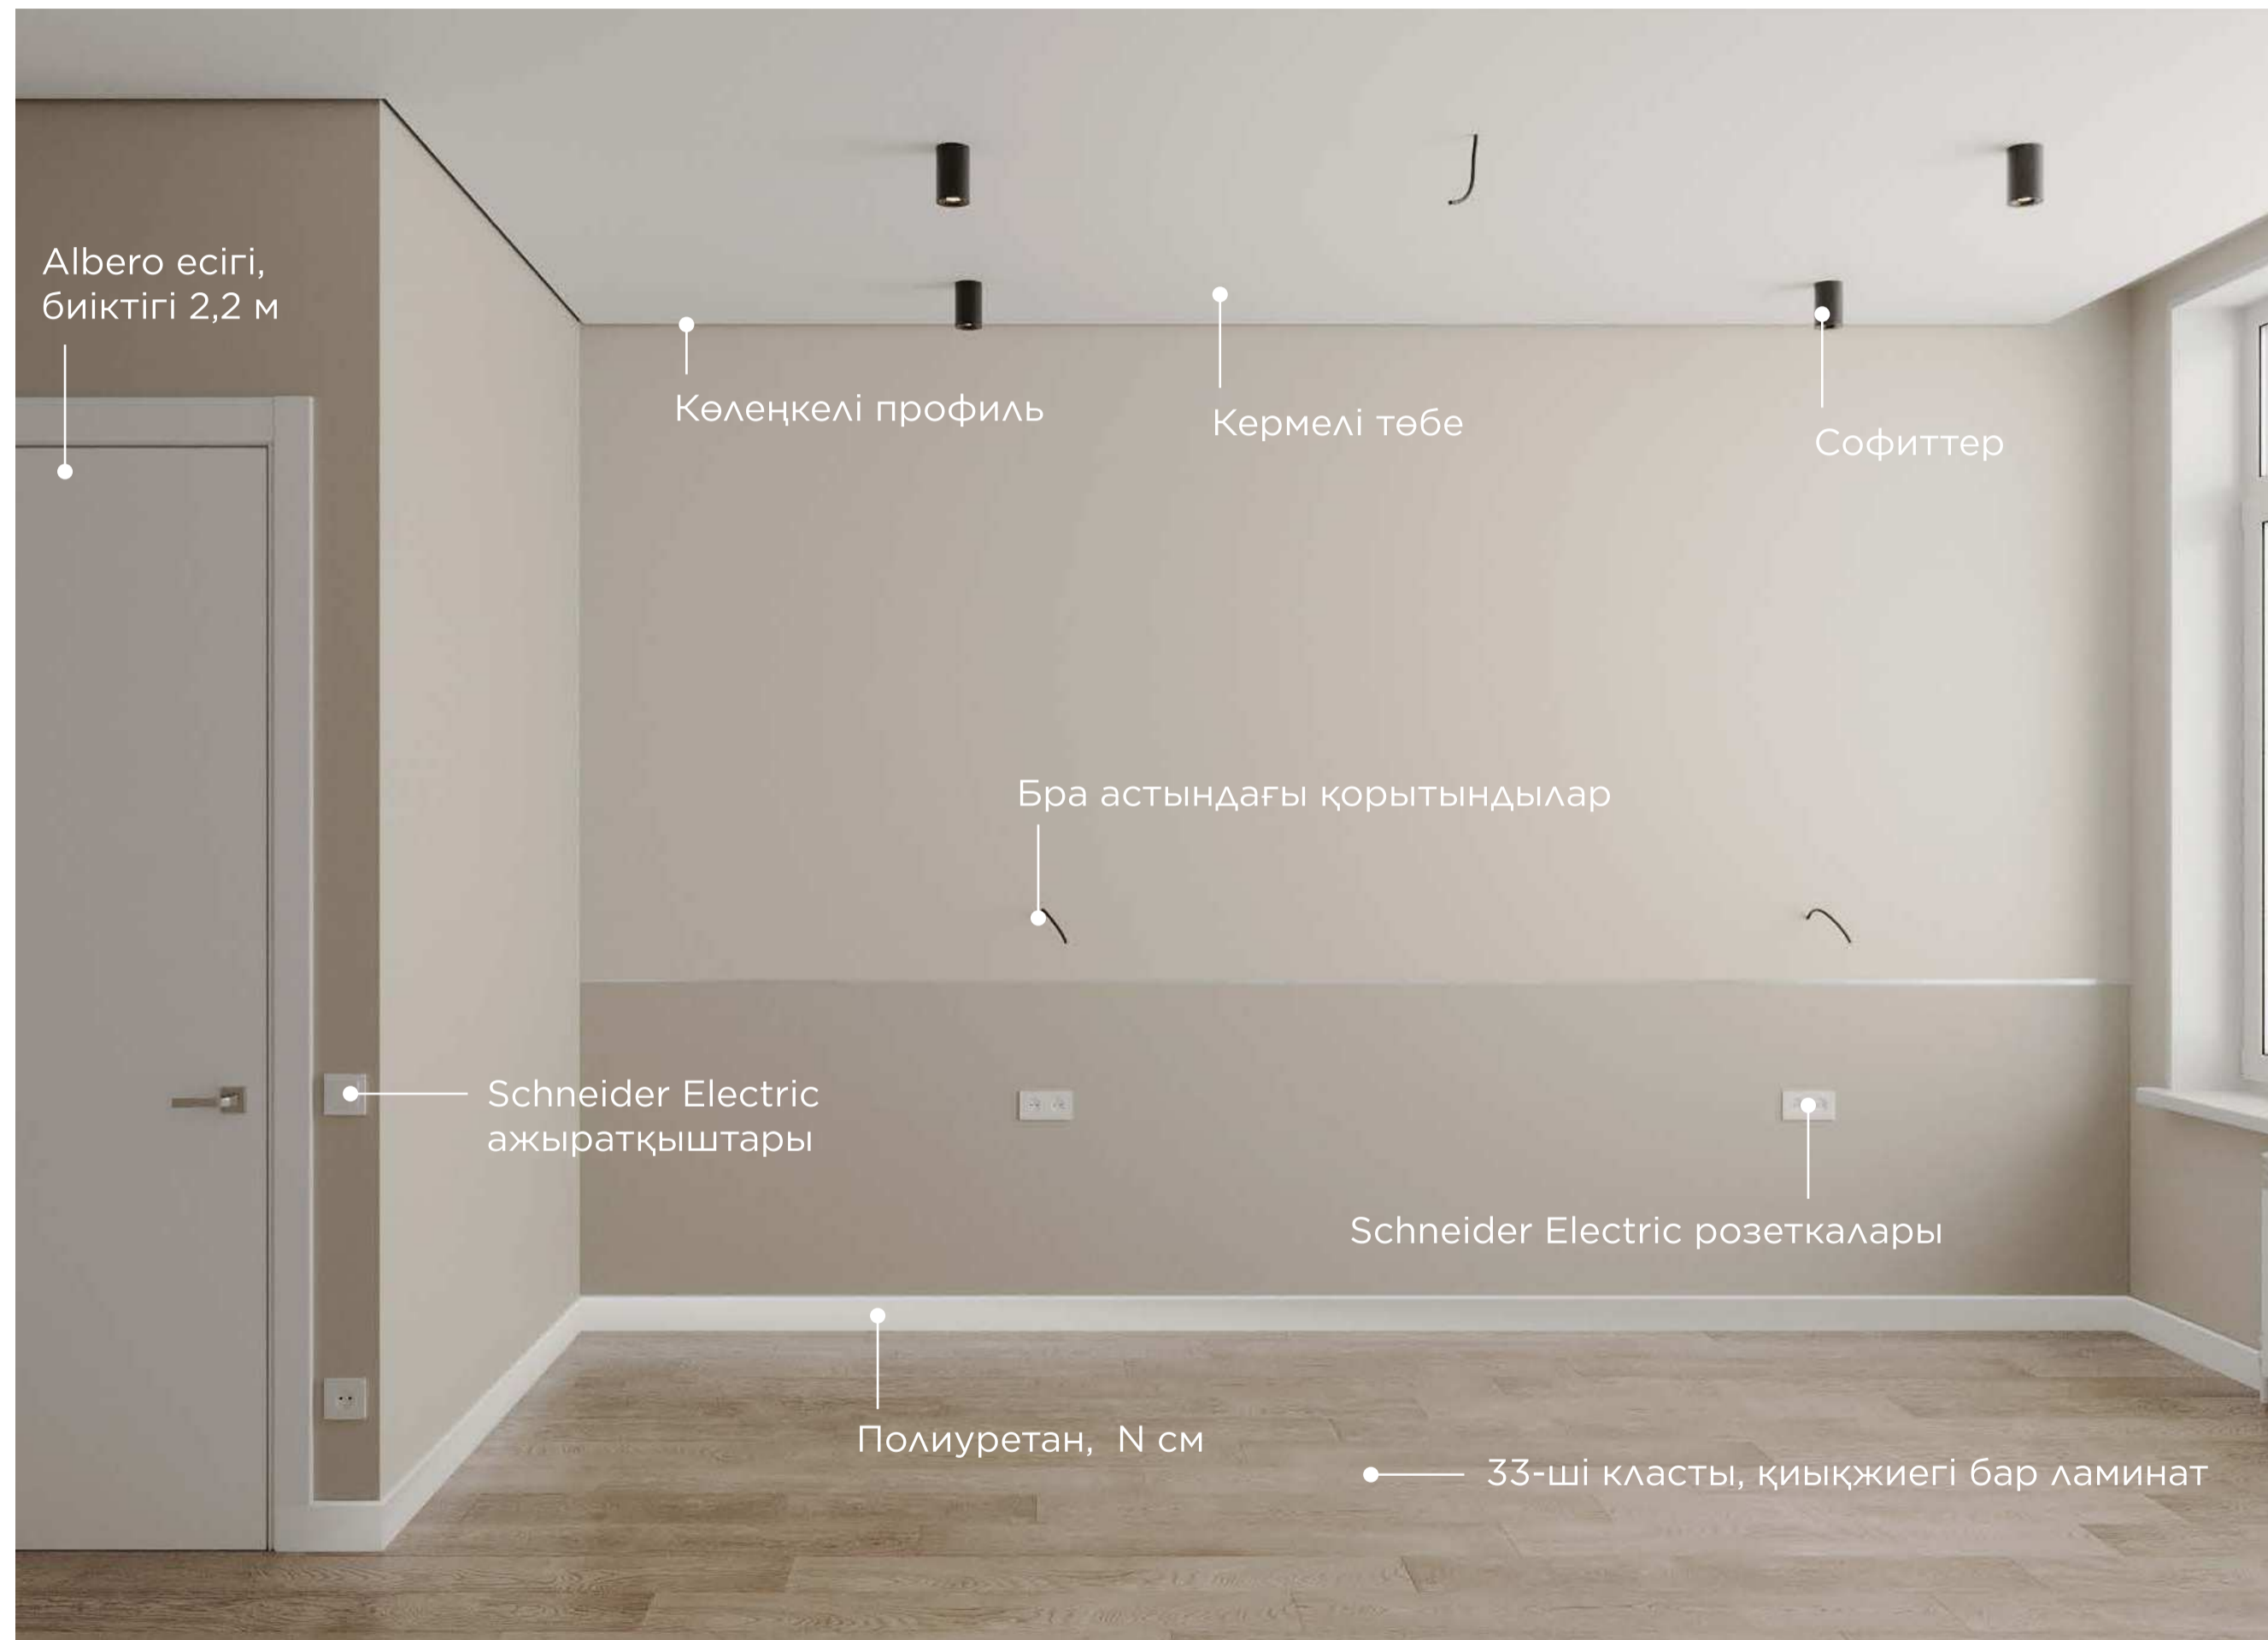 Albero есігі,
биіктігі 2,2 м
Көлеңкелі профиль
Кермелі төбе
Софиттер
Бра астындағы қорытындылар
Schneider Electric
ажыратқыштары
Schneider Electric розеткалары
Полиуретан, N см
33-ші класты, қиықжиегі бар ламинат